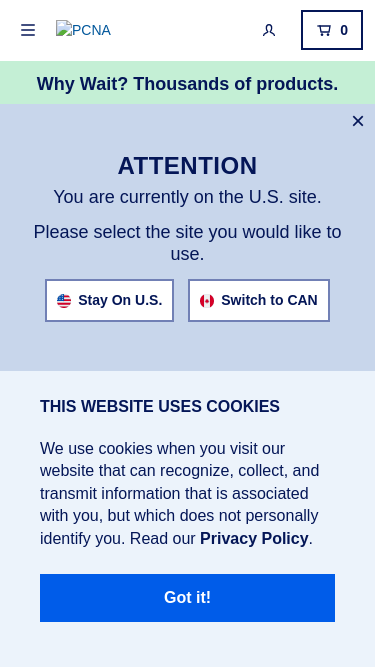 PCNA
0
Why Wait? Thousands of products.
ATTENTION
You are currently on the U.S. site.
Please select the site you would like to
use.
Stay On U.S.
Switch to CAN
THIS WEBSITE USES COOKIES
We use cookies when you visit our
website that can recognize, collect, and
transmit information that is associated
with you, but which does not personally
identify you. Read our Privacy Policy.
Got it!